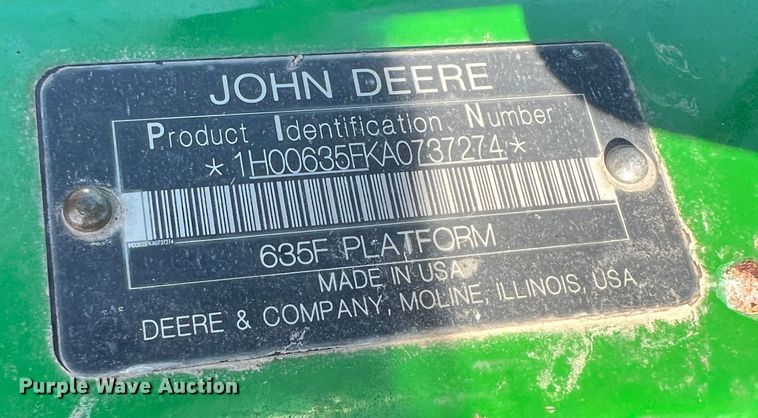 JOHN DEERE
Product Identification Number
*1H00635FKA0737274*
1H00635FKA0737274
635F PLATFORM
MADE IN USA
DEERE & COMPANY, MOLINE, ILLINOIS, USA
Purple Wave Auction